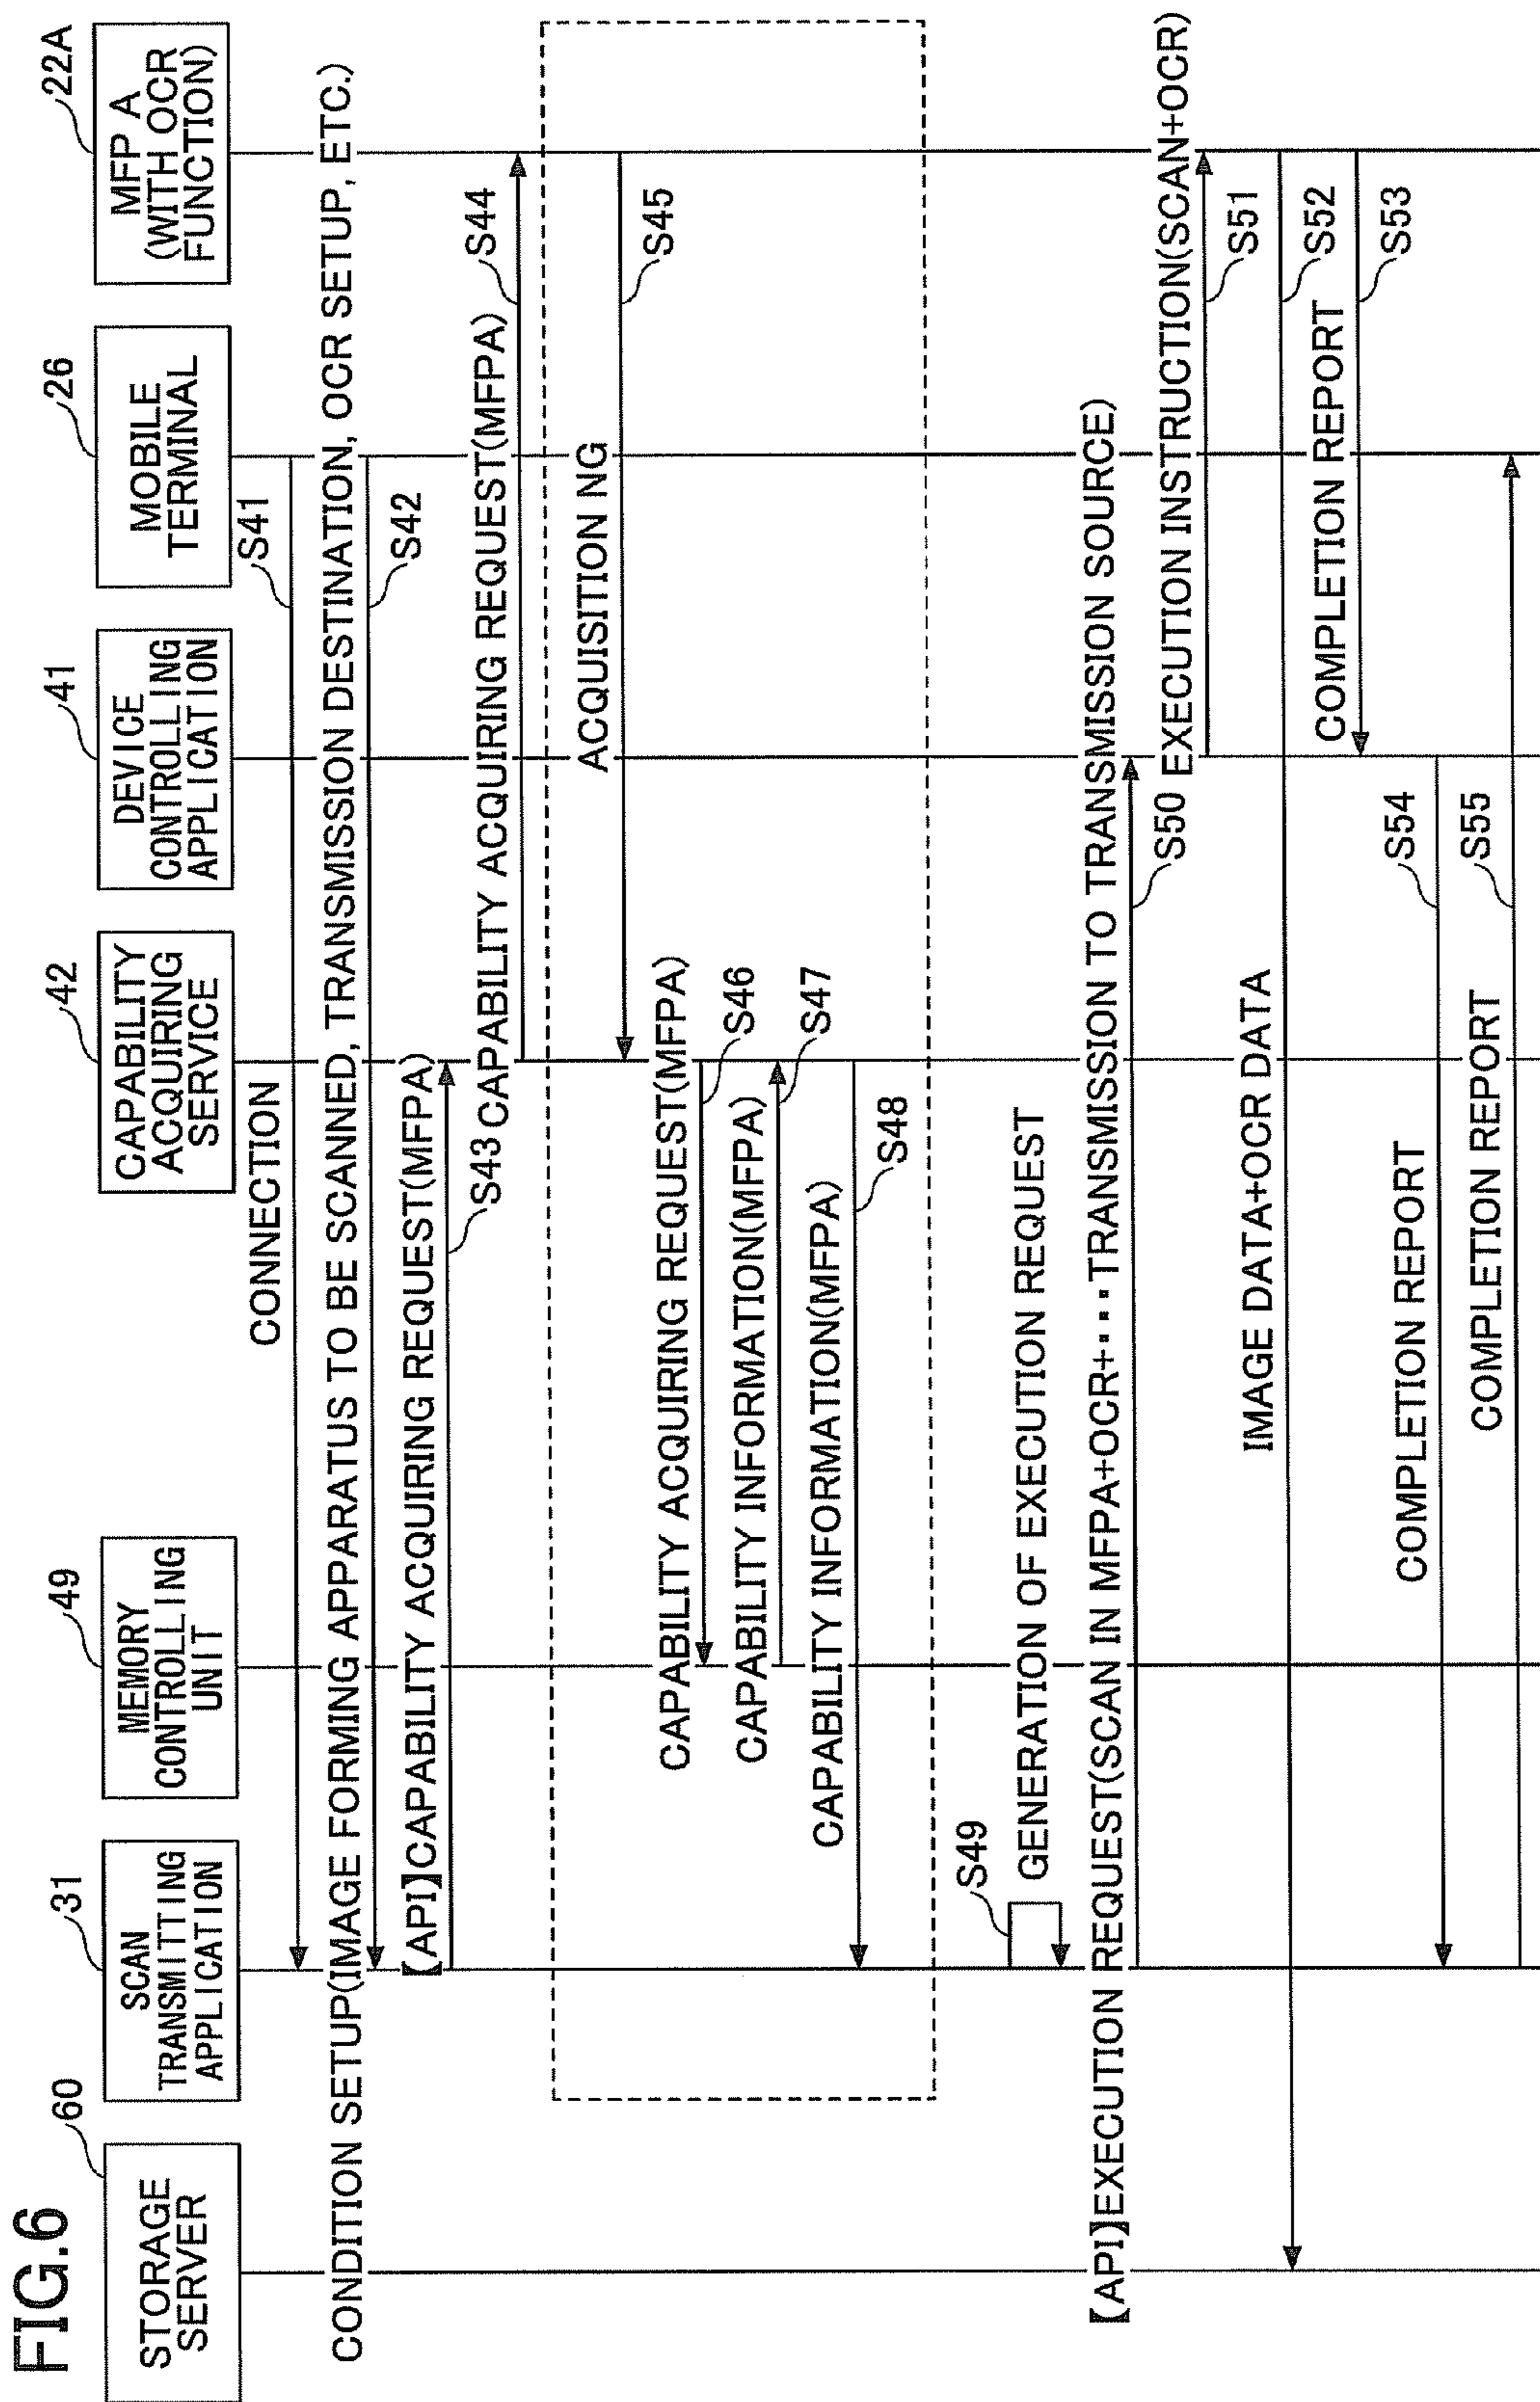 FIG.6
60
STORAGE
SERVER
31
SCAN
TRANSMITTING
APPLICATION
49
MEMORY
CONTROLLING
UNIT
42
CAPABILITY
ACQUIRING
SERVICE
41
DEVICE
CONTROLLING
APPLICATION
26
MOBILE
TERMINAL
22A
MFP A
(WITH OCR
FUNCTION)
CONNECTION
S41
CONDITION SETUP(IMAGE FORMING APPARATUS TO BE SCANNED, TRANSMISSION DESTINATION, OCR SETUP, ETC.)
S42
【API】CAPABILITY ACQUIRING REQUEST(MFPA)
S43
CAPABILITY ACQUIRING REQUEST(MFPA)
S44
ACQUISITION NG
S45
CAPABILITY ACQUIRING REQUEST(MFPA)
S46
CAPABILITY INFORMATION(MFPA)
S47
CAPABILITY INFORMATION(MFPA)
S48
S49
GENERATION OF EXECUTION REQUEST
【API】EXECUTION REQUEST(SCAN IN MFPA+OCR+･･･TRANSMISSION TO TRANSMISSION SOURCE)
S50
EXECUTION INSTRUCTION(SCAN+OCR)
S51
IMAGE DATA+OCR DATA
S52
COMPLETION REPORT
S53
COMPLETION REPORT
S54
COMPLETION REPORT
S55